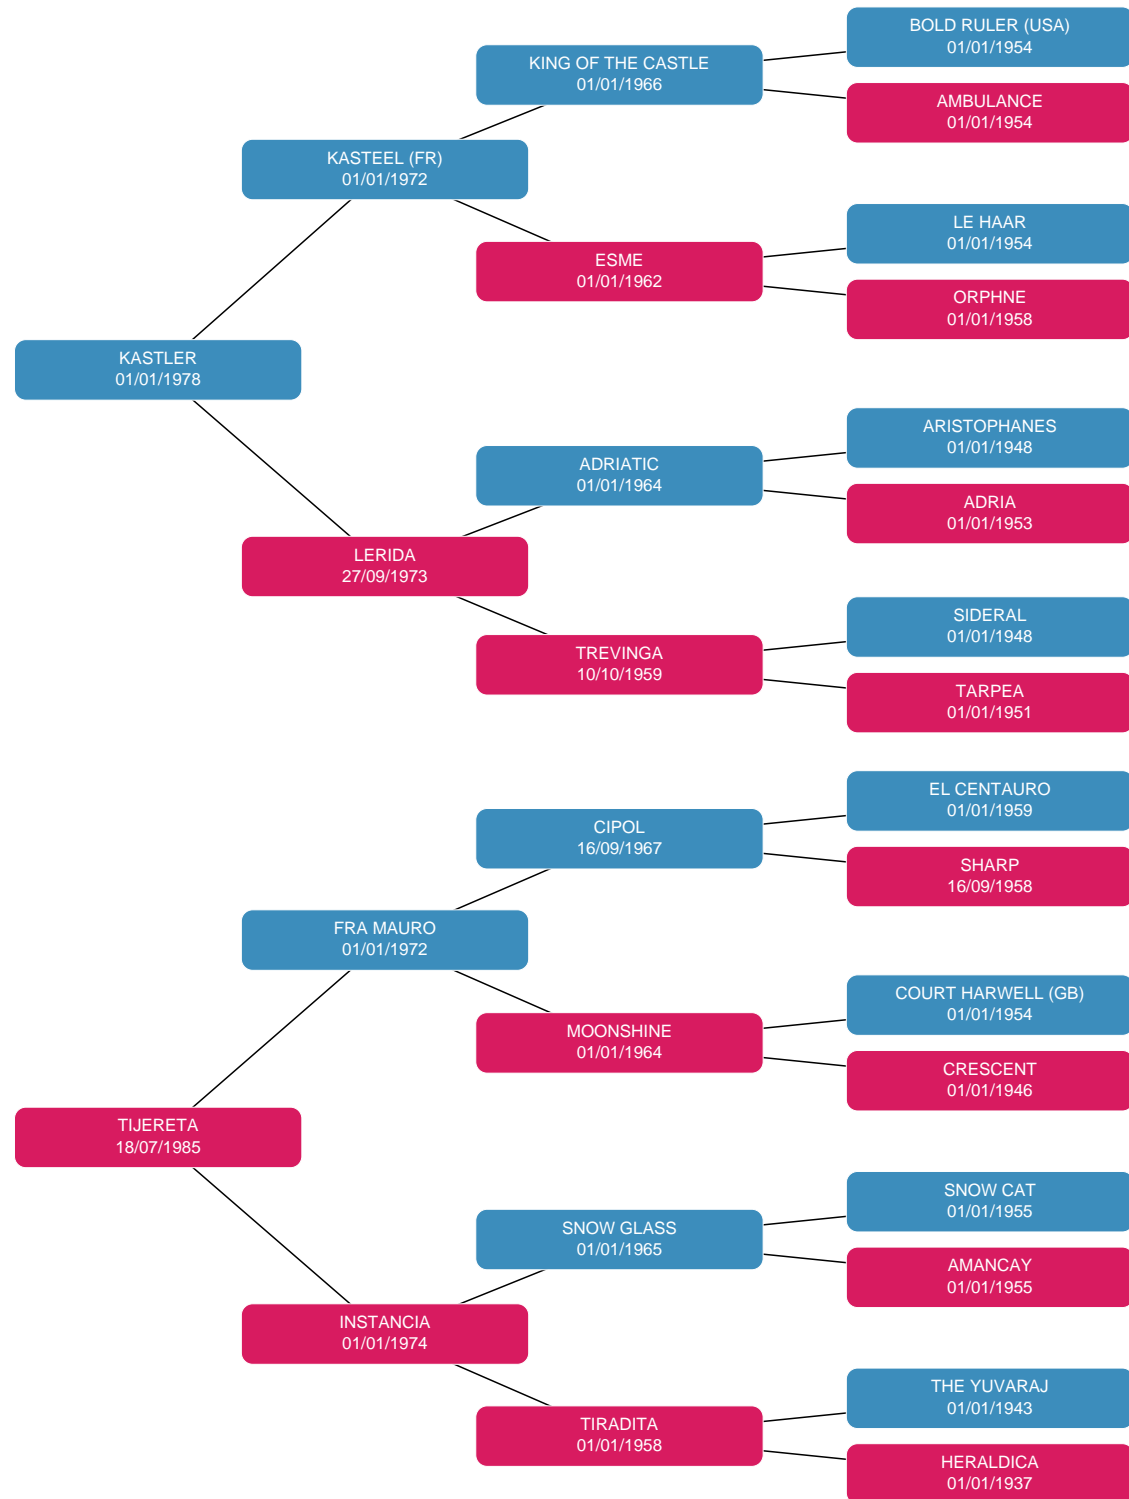 BOLD RULER (USA)
01/01/1954
KING OF THE CASTLE
01/01/1966
AMBULANCE
01/01/1954
KASTEEL (FR)
01/01/1972
LE HAAR
01/01/1954
ESME
01/01/1962
ORPHNE
01/01/1958
KASTLER
01/01/1978
ARISTOPHANES
01/01/1948
ADRIATIC
01/01/1964
ADRIA
01/01/1953
LERIDA
27/09/1973
SIDERAL
01/01/1948
TREVINGA
10/10/1959
TARPEA
01/01/1951
EL CENTAURO
01/01/1959
CIPOL
16/09/1967
SHARP
16/09/1958
FRA MAURO
01/01/1972
COURT HARWELL (GB)
01/01/1954
MOONSHINE
01/01/1964
CRESCENT
01/01/1946
TIJERETA
18/07/1985
SNOW CAT
01/01/1955
SNOW GLASS
01/01/1965
AMANCAY
01/01/1955
INSTANCIA
01/01/1974
THE YUVARAJ
01/01/1943
TIRADITA
01/01/1958
HERALDICA
01/01/1937